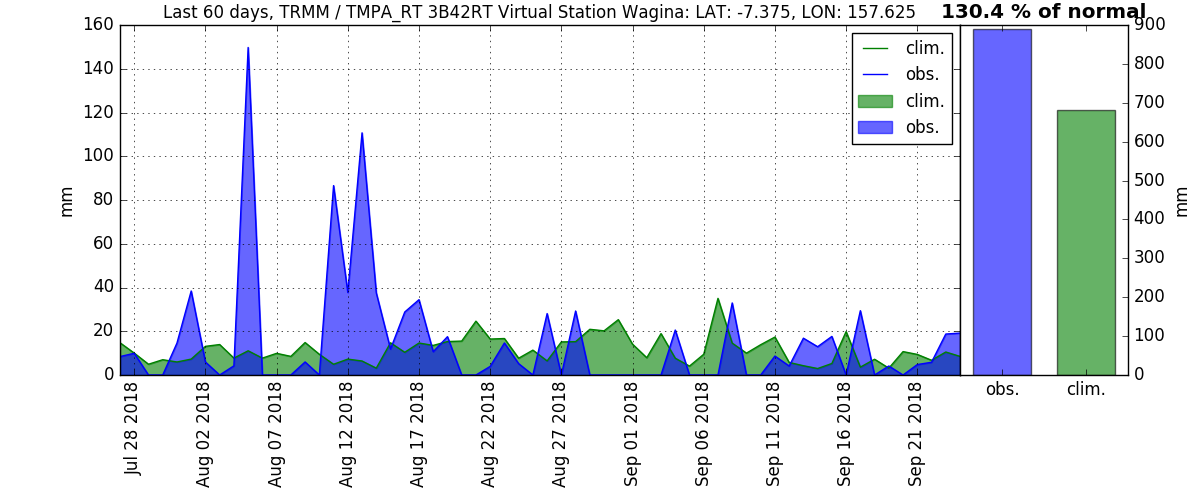 Last 60 days, TRMM / TMPA_RT 3B42RT Virtual Station Wagina: LAT: -7.375, LON: 157.625
130.4 % of normal
160
140
120
100
80
60
40
20
0
mm
clim.
obs.
clim.
obs.
900
800
700
600
500
400
300
200
100
0
mm
Jul 28 2018
Aug 02 2018
Aug 07 2018
Aug 12 2018
Aug 17 2018
Aug 22 2018
Aug 27 2018
Sep 01 2018
Sep 06 2018
Sep 11 2018
Sep 16 2018
Sep 21 2018
obs.
clim.